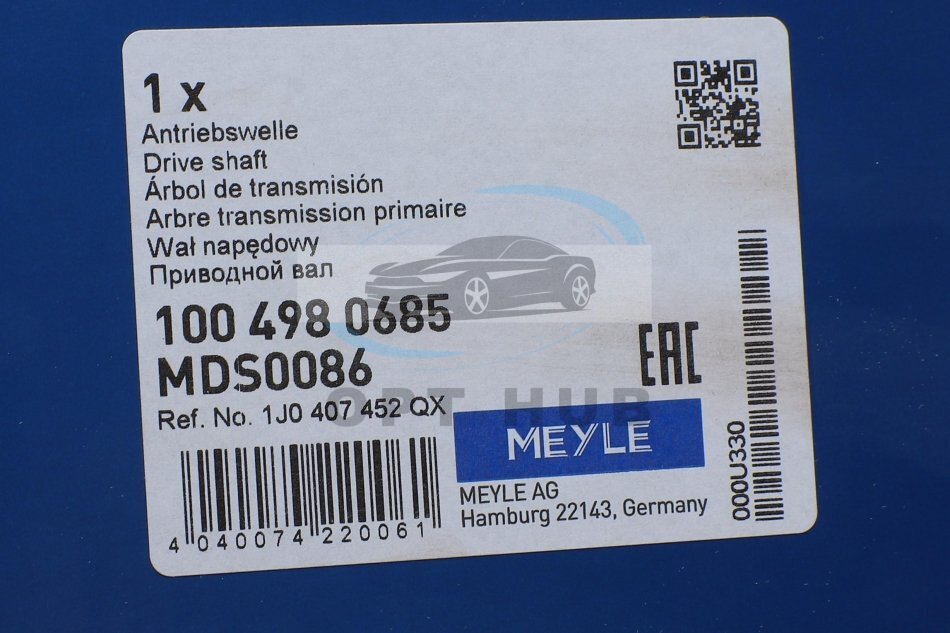 1 x
Antriebswelle
Drive shaft
Árbol de transmisión
Arbre transmission primaire
Wał napędowy
Приводной вал
100 498 0685
MDS0086
Ref. No. 1J0 407 452 QX
4 040074 220061
EAC
MEYLE
MEYLE AG
Hamburg 22143, Germany
000U330
OPT HUB